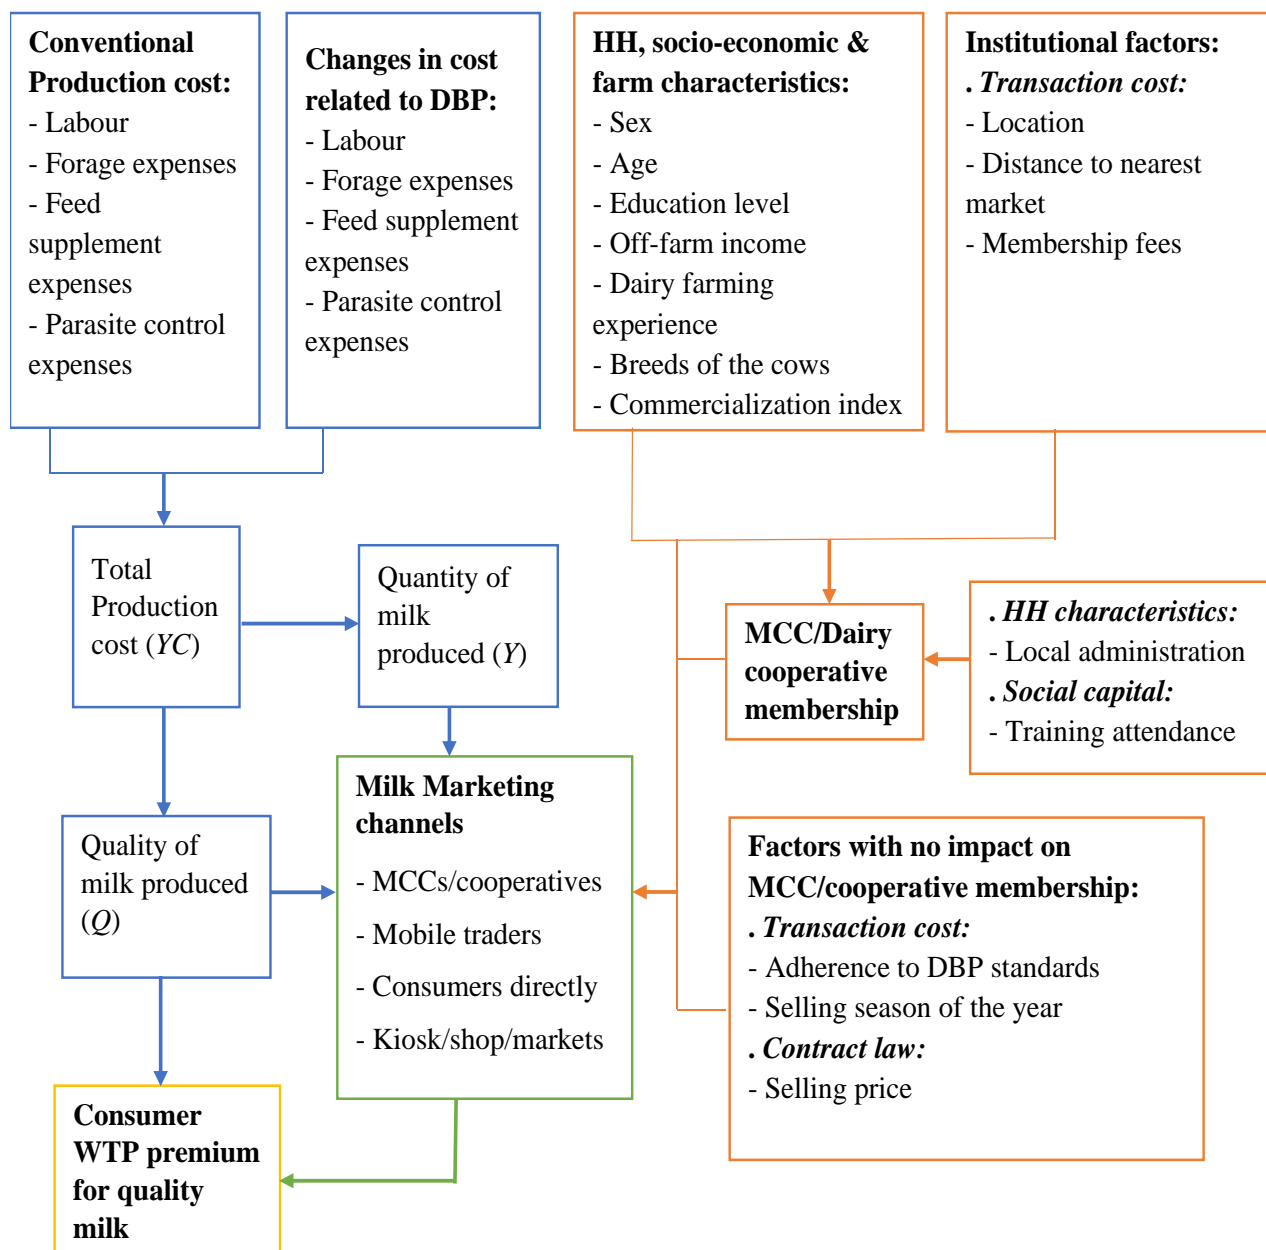 Conventional
Production cost:
- Labour
- Forage expenses
- Feed
supplement
expenses
- Parasite control
expenses
Changes in cost
related to DBP:
- Labour
- Forage expenses
- Feed supplement
expenses
- Parasite control
expenses
HH, socio-economic &
farm characteristics:
- Sex
- Age
- Education level
- Off-farm income
- Dairy farming
experience
- Breeds of the cows
- Commercialization index
Institutional factors:
. Transaction cost:
- Location
- Distance to nearest
market
- Membership fees
Total
Production
cost (YC)
Quantity of
milk
produced (Y)
MCC/Dairy
cooperative
membership
. HH characteristics:
- Local administration
. Social capital:
- Training attendance
Quality of
milk produced
(Q)
Milk Marketing
channels
- MCCs/cooperatives
- Mobile traders
- Consumers directly
- Kiosk/shop/markets
Factors with no impact on
MCC/cooperative membership:
. Transaction cost:
- Adherence to DBP standards
- Selling season of the year
. Contract law:
- Selling price
Consumer
WTP premium
for quality
milk